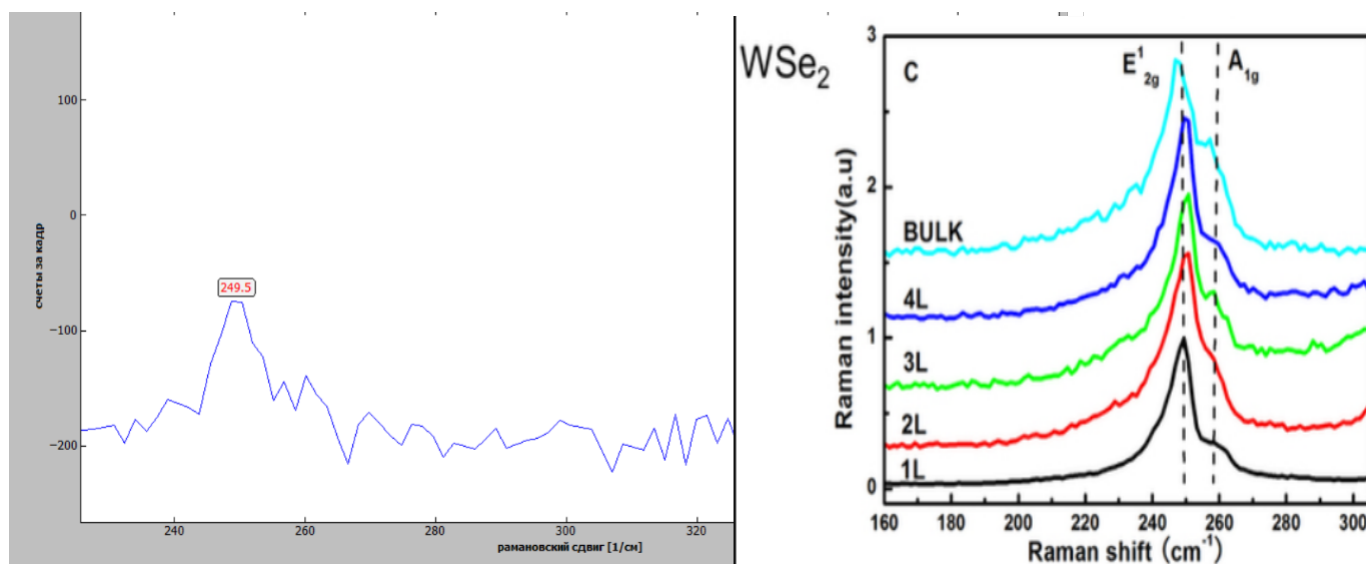 100
0
−100
−200
счеты за кадр
249.5
240
260
280
300
320
рамановский сдвиг [1/см]
WSe₂
C
E¹₂g
A₁g
BULK
4L
3L
2L
1L
3
2
1
0
Raman intensity(a.u)
160 180 200 220 240 260 280 300
Raman shift (cm⁻¹)